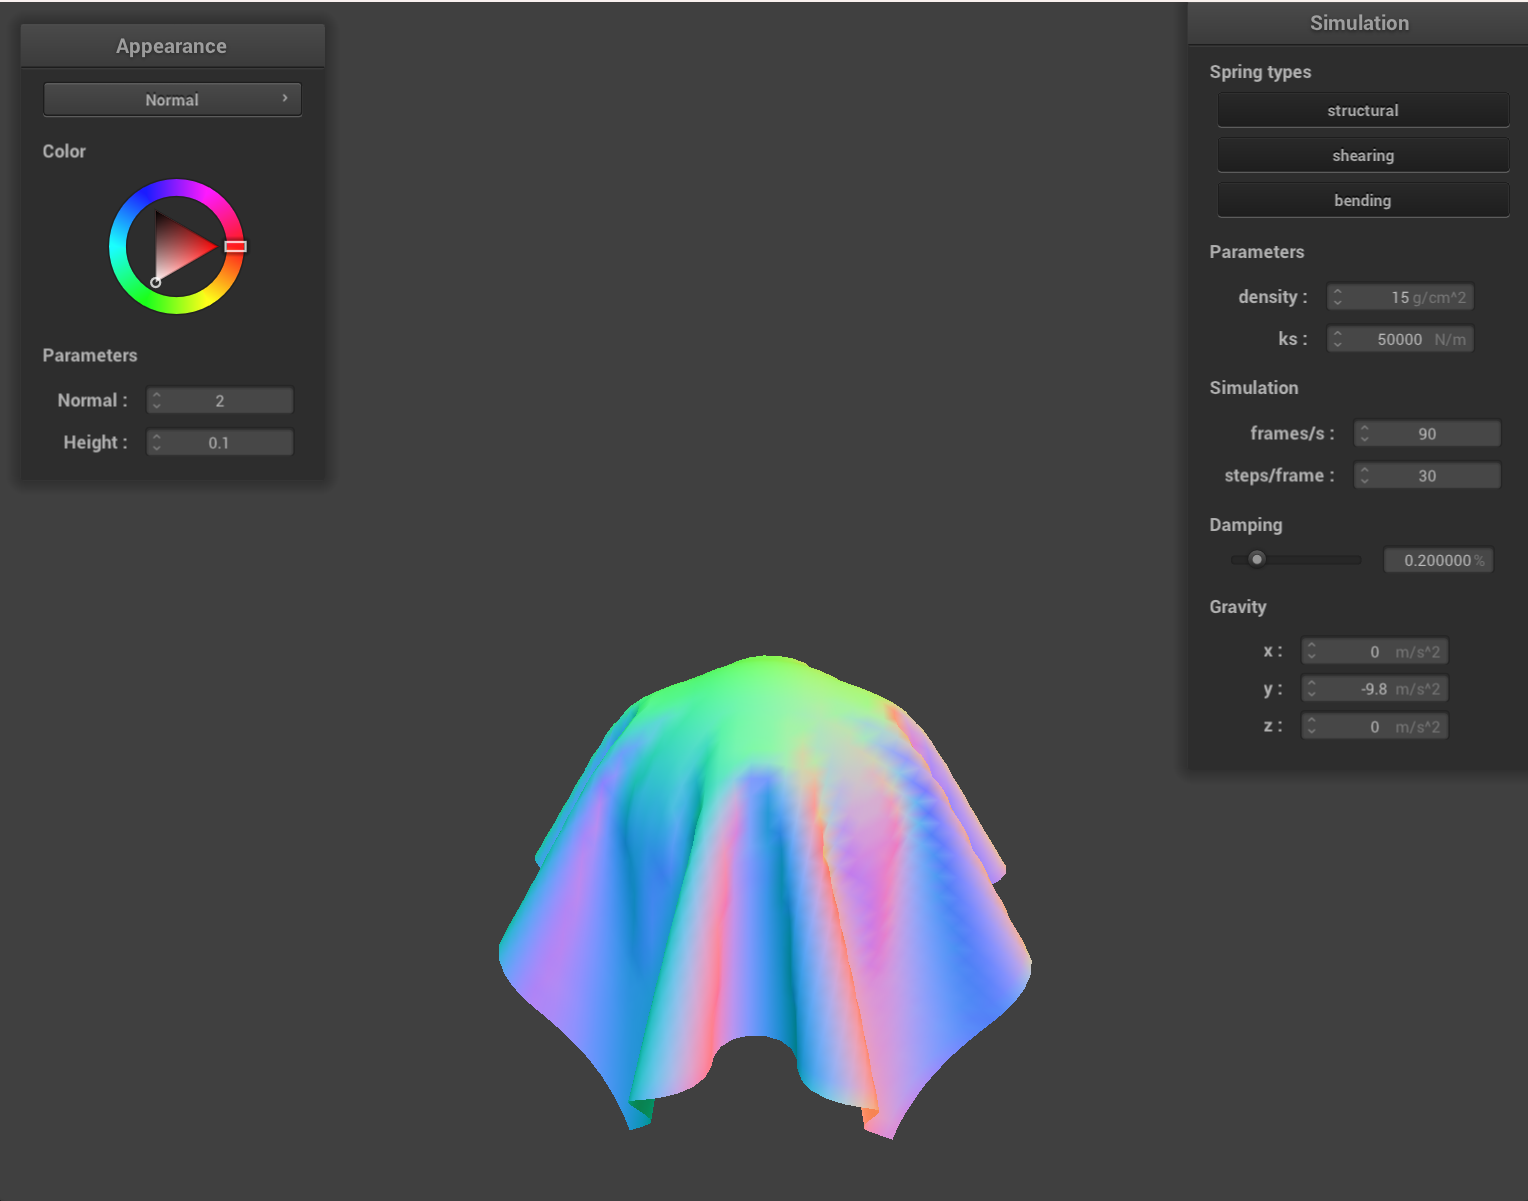 Appearance
Normal
Color
Parameters
Normal : 2
Height : 0.1
Simulation
Spring types
structural
shearing
bending
Parameters
density : 15 g/cm^2
ks : 50000 N/m
Simulation
frames/s : 90
steps/frame : 30
Damping
0.200000 %
Gravity
x : 0 m/s^2
y : -9.8 m/s^2
z : 0 m/s^2